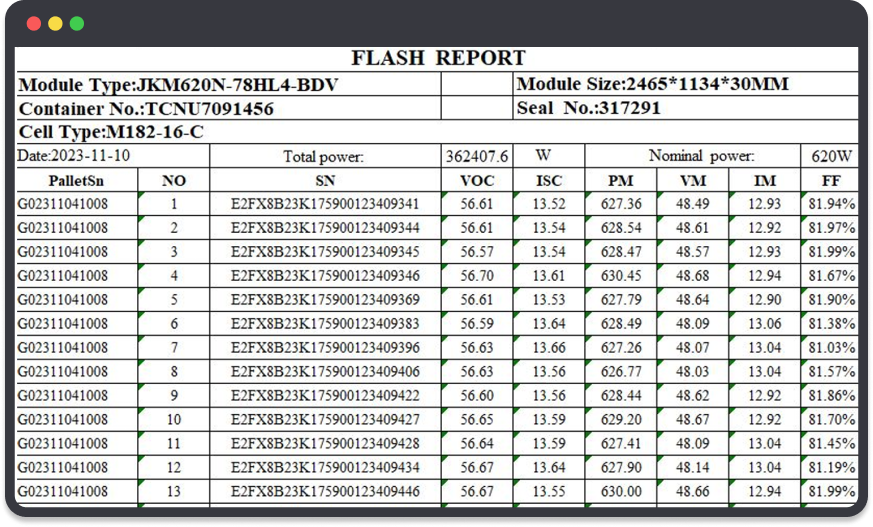 FLASH REPORT
Module Type:JKM620N-78HL4-BDV Module Size:2465*1134*30MM
Container No.:TCNU7091456 Seal No.:317291
Cell Type:M182-16-C
Date:2023-11-10 Total power: 362407.6 W Nominal power: 620W
PalletSn NO SN VOC ISC PM VM IM FF
G02311041008 1 E2FX8B23K175900123409341 56.61 13.52 627.36 48.49 12.93 81.94%
G02311041008 2 E2FX8B23K175900123409344 56.61 13.54 628.54 48.61 12.92 81.97%
G02311041008 3 E2FX8B23K175900123409345 56.57 13.54 628.47 48.57 12.93 81.99%
G02311041008 4 E2FX8B23K175900123409346 56.70 13.61 630.45 48.68 12.94 81.67%
G02311041008 5 E2FX8B23K175900123409369 56.61 13.53 627.79 48.64 12.90 81.90%
G02311041008 6 E2FX8B23K175900123409383 56.59 13.64 628.49 48.09 13.06 81.38%
G02311041008 7 E2FX8B23K175900123409396 56.63 13.66 627.26 48.07 13.04 81.03%
G02311041008 8 E2FX8B23K175900123409406 56.63 13.56 626.77 48.03 13.04 81.57%
G02311041008 9 E2FX8B23K175900123409422 56.60 13.56 628.44 48.62 12.92 81.86%
G02311041008 10 E2FX8B23K175900123409427 56.65 13.59 629.20 48.67 12.92 81.70%
G02311041008 11 E2FX8B23K175900123409428 56.64 13.59 627.41 48.09 13.04 81.45%
G02311041008 12 E2FX8B23K175900123409434 56.67 13.64 627.90 48.14 13.04 81.19%
G02311041008 13 E2FX8B23K175900123409446 56.67 13.55 630.00 48.66 12.94 81.99%